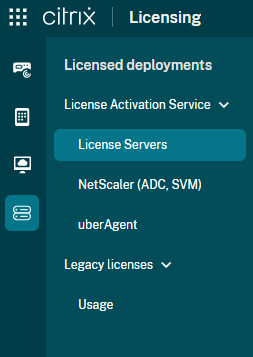 citrix | Licensing
Licensed deployments
License Activation Service
License Servers
NetScaler (ADC, SVM)
uberAgent
Legacy licenses
Usage